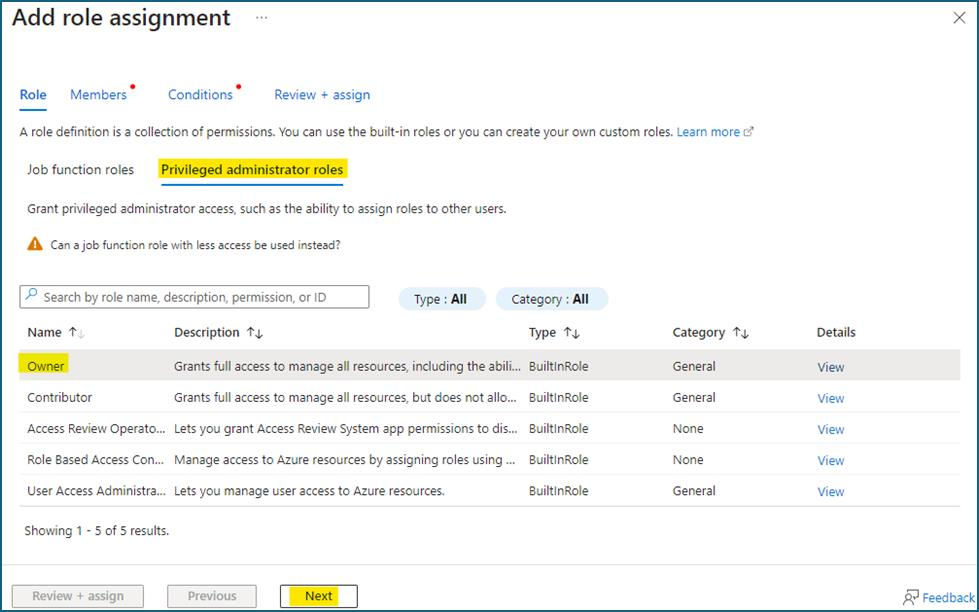 Add role assignment ...
Role Members Conditions Review + assign
A role definition is a collection of permissions. You can use the built-in roles or you can create your own custom roles. Learn more
Job function roles Privileged administrator roles
Grant privileged administrator access, such as the ability to assign roles to other users.
Can a job function role with less access be used instead?
Search by role name, description, permission, or ID Type : All Category : All
Name ↑↓ Description ↑↓ Type ↑↓ Category ↑↓ Details
Owner Grants full access to manage all resources, including the abili... BuiltInRole General View
Contributor Grants full access to manage all resources, but does not allo... BuiltInRole General View
Access Review Operato... Lets you grant Access Review System app permissions to dis... BuiltInRole None View
Role Based Access Con... Manage access to Azure resources by assigning roles using ... BuiltInRole None View
User Access Administra... Lets you manage user access to Azure resources. BuiltInRole General View
Showing 1 - 5 of 5 results.
Review + assign Previous Next Feedback